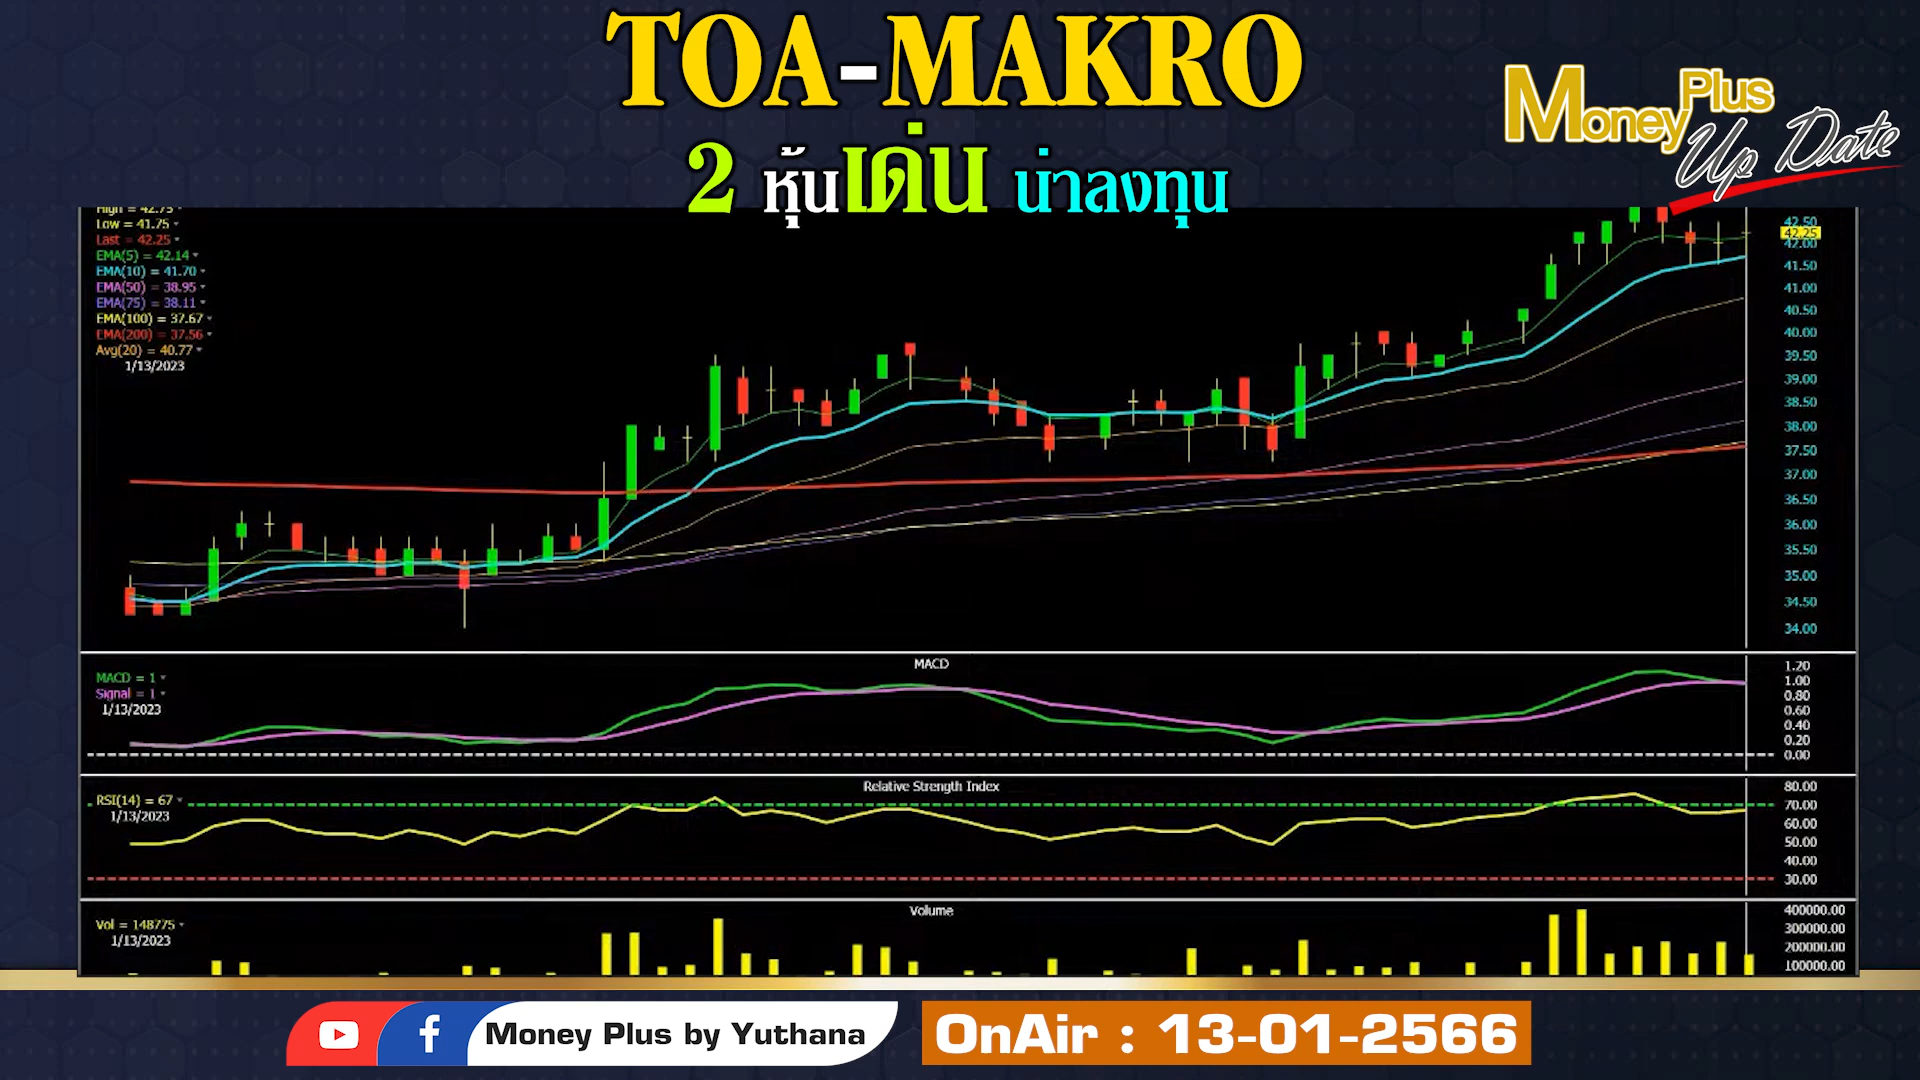 TOA-MAKRO
Money Plus
Up Date
2 หุ้นเด่น น่าลงทุน
High = 42.75
Low = 41.75
Last = 42.25
EMA(5) = 42.14
EMA(10) = 41.70
EMA(50) = 38.95
EMA(75) = 38.11
EMA(100) = 37.67
EMA(200) = 37.56
Avg(20) = 40.77
1/13/2023
42.50
42.25
42.00
41.50
41.00
40.50
40.00
39.50
39.00
38.50
38.00
37.50
37.00
36.50
36.00
35.50
35.00
34.50
34.00
MACD
MACD = 1
Signal = 1
1/13/2023
1.20
1.00
0.80
0.60
0.40
0.20
0.00
Relative Strength Index
RSI(14) = 67
1/13/2023
80.00
70.00
60.00
50.00
40.00
30.00
Volume
Vol = 148775
1/13/2023
400000.00
300000.00
200000.00
100000.00
Money Plus by Yuthana
OnAir : 13-01-2566